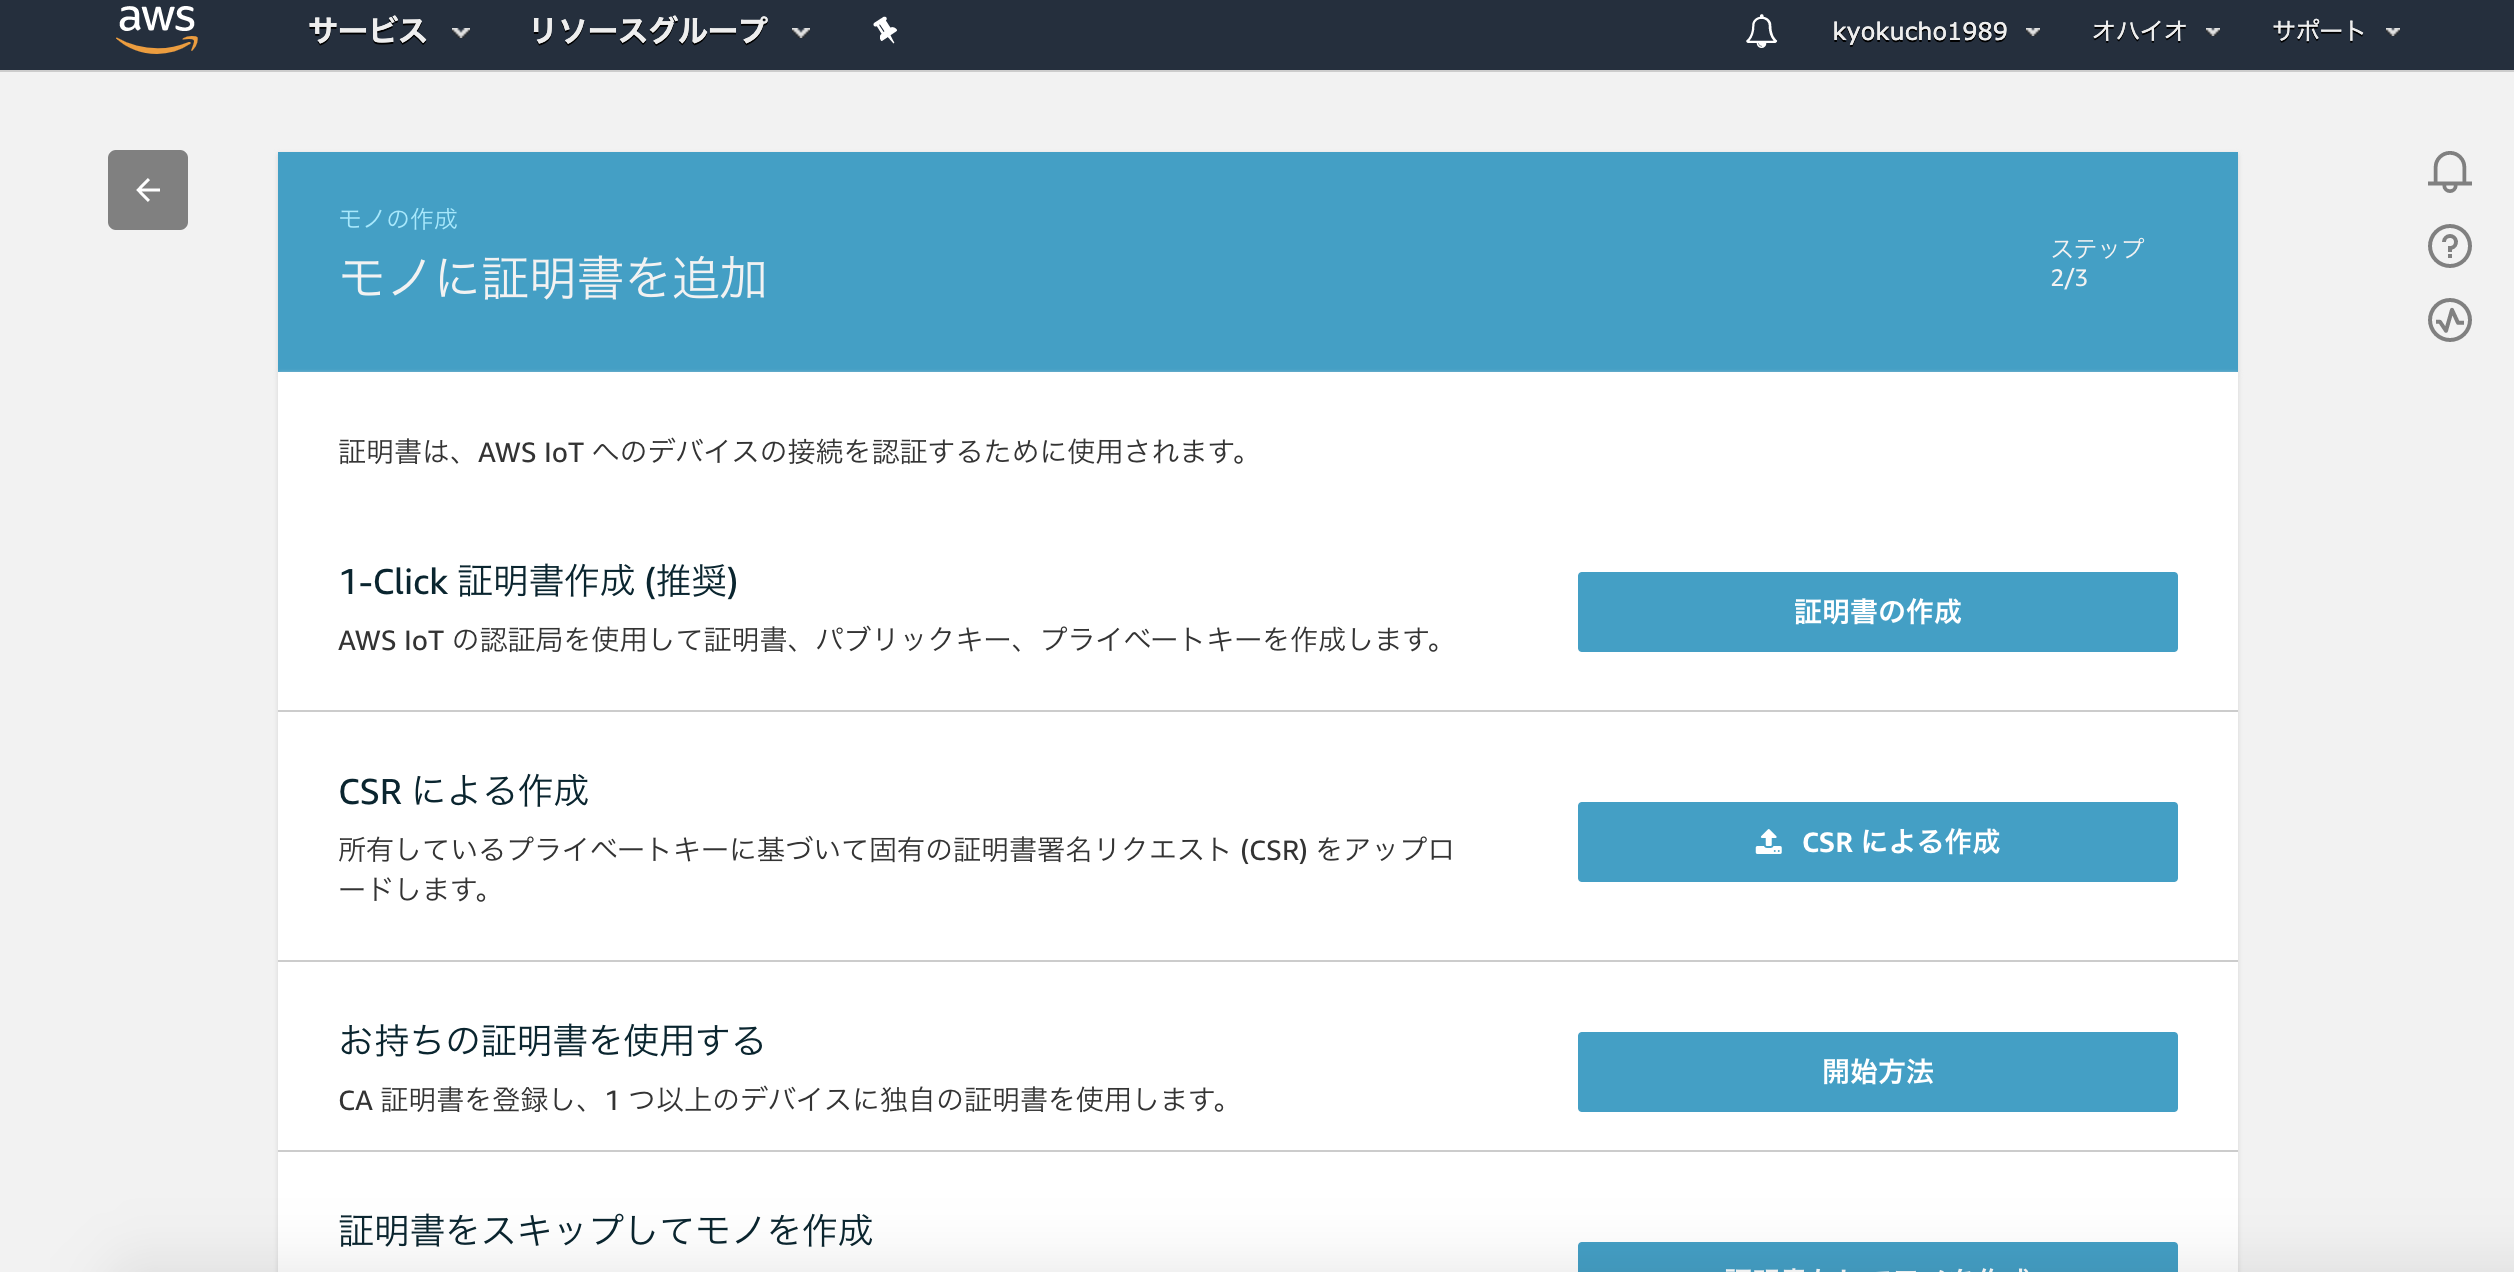 aws サービス リソースグループ kyokucho1989 オハイオ サポート
モノの作成
モノに証明書を追加
ステップ
2/3
証明書は、AWS IoT へのデバイスの接続を認証するために使用されます。
1-Click 証明書作成 (推奨)
AWS IoT の認証局を使用して証明書、パブリックキー、プライベートキーを作成します。
証明書の作成
CSR による作成
所有しているプライベートキーに基づいて固有の証明書署名リクエスト (CSR) をアップロ
ードします。
CSR による作成
お持ちの証明書を使用する
CA 証明書を登録し、1 つ以上のデバイスに独自の証明書を使用します。
開始方法
証明書をスキップしてモノを作成